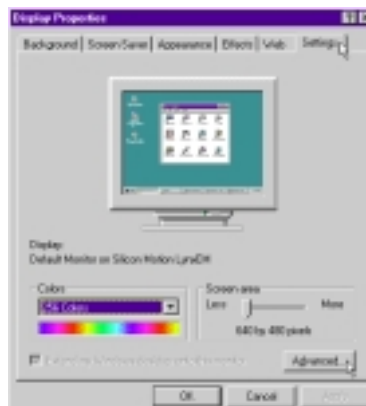 Display Properties
Background Screen Saver Appearance Effects Web Settings
Display:
Default Monitor on Silicon Motion LynxEM
Colors
Screen area
256 Colors
Less More
640 by 480 pixels
Advanced...
OK Cancel Apply